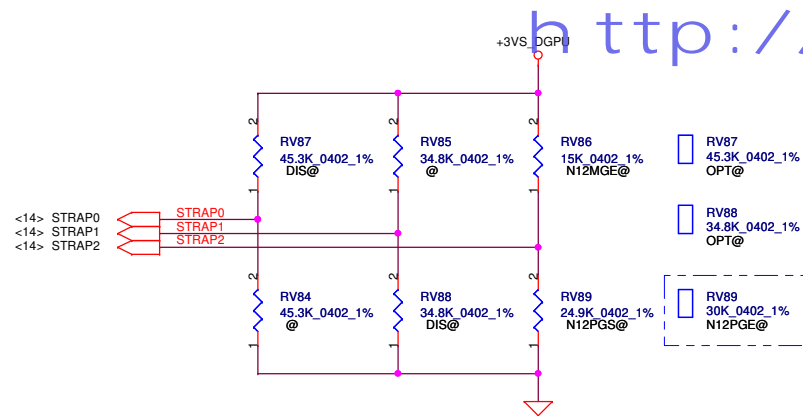 http://
+3VS_DGPU
2
2
2
RV87
45.3K_0402_1%
DIS@
RV85
34.8K_0402_1%
@
RV86
15K_0402_1%
N12MGE@
RV87
45.3K_0402_1%
OPT@
1
1
1
<14> STRAP0
STRAP0
<14> STRAP1
STRAP1
<14> STRAP2
STRAP2
RV88
34.8K_0402_1%
OPT@
2
2
2
RV84
45.3K_0402_1%
@
RV88
34.8K_0402_1%
DIS@
RV89
24.9K_0402_1%
N12PGS@
RV89
30K_0402_1%
N12PGE@
1
1
1